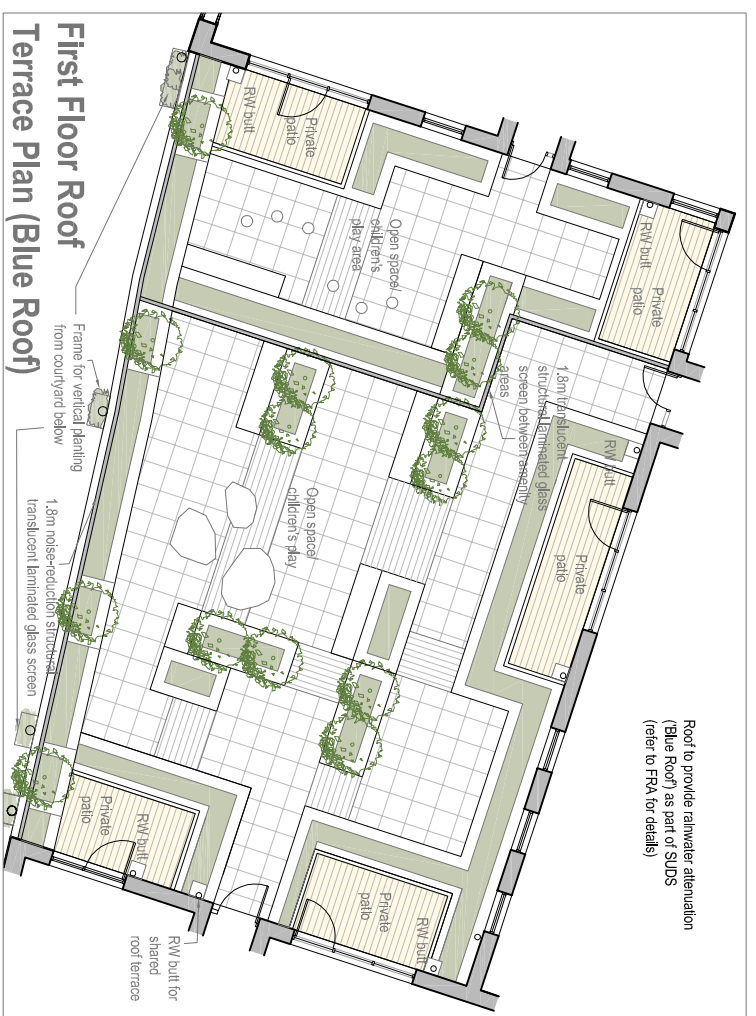 First Floor Roof
Terrace Plan (Blue Roof)
Roof to provide rainwater attenuation
('Blue Roof') as part of SUDS
(refer to FRA for details)
RW butt
Private
patio
RW butt
Private
patio
Open space/
children's
play area
1.8m translucent
structural laminated glass
screen between amenity
areas
RW butt
Private
patio
Open space/
children's play
Frame for vertical planting
from courtyard below
1.8m noise-reduction structural
translucent laminated glass screen
RW butt
Private
patio
RW butt
Private
patio
RW butt for
shared
roof terrace